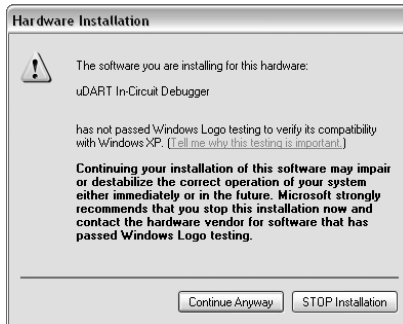 Hardware Installation
The software you are installing for this hardware:
uDART In-Circuit Debugger
has not passed Windows Logo testing to verify its compatibility
with Windows XP. (Tell me why this testing is important.)
Continuing your installation of this software may impair
or destabilize the correct operation of your system
either immediately or in the future. Microsoft strongly
recommends that you stop this installation now and
contact the hardware vendor for software that has
passed Windows Logo testing.
Continue Anyway
STOP Installation